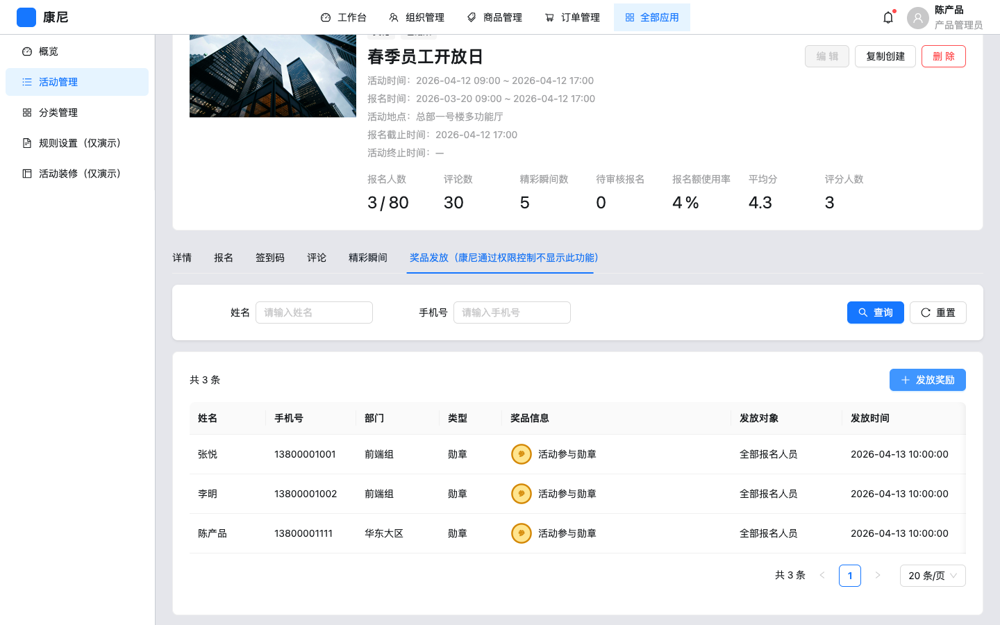 康尼
工作台
组织管理
商品管理
订单管理
全部应用
陈产品
产品管理员
概览
活动管理
分类管理
规则设置（仅演示）
活动装修（仅演示）
春季员工开放日
编辑
复制创建
删除
活动时间：2026-04-12 09:00 ~ 2026-04-12 17:00
报名时间：2026-03-20 09:00 ~ 2026-04-12 17:00
活动地点：总部一号楼多功能厅
报名截止时间：2026-04-12 17:00
活动终止时间：—
报名人数 评论数 精彩瞬间数 待审核报名 报名额使用率 平均分 评分人数
3 / 80 30 5 0 4 % 4.3 3
详情 报名 签到码 评论 精彩瞬间 奖品发放（康尼通过权限控制不显示此功能）
姓名 请输入姓名 手机号 请输入手机号 查询 重置
共 3 条 发放奖励
姓名 手机号 部门 类型 奖品信息 发放对象 发放时间
张悦 13800001001 前端组 勋章 参 活动参与勋章 全部报名人员 2026-04-13 10:00:00
李明 13800001002 前端组 勋章 参 活动参与勋章 全部报名人员 2026-04-13 10:00:00
陈产品 13800001111 华东大区 勋章 参 活动参与勋章 全部报名人员 2026-04-13 10:00:00
共 3 条 1 20 条/页